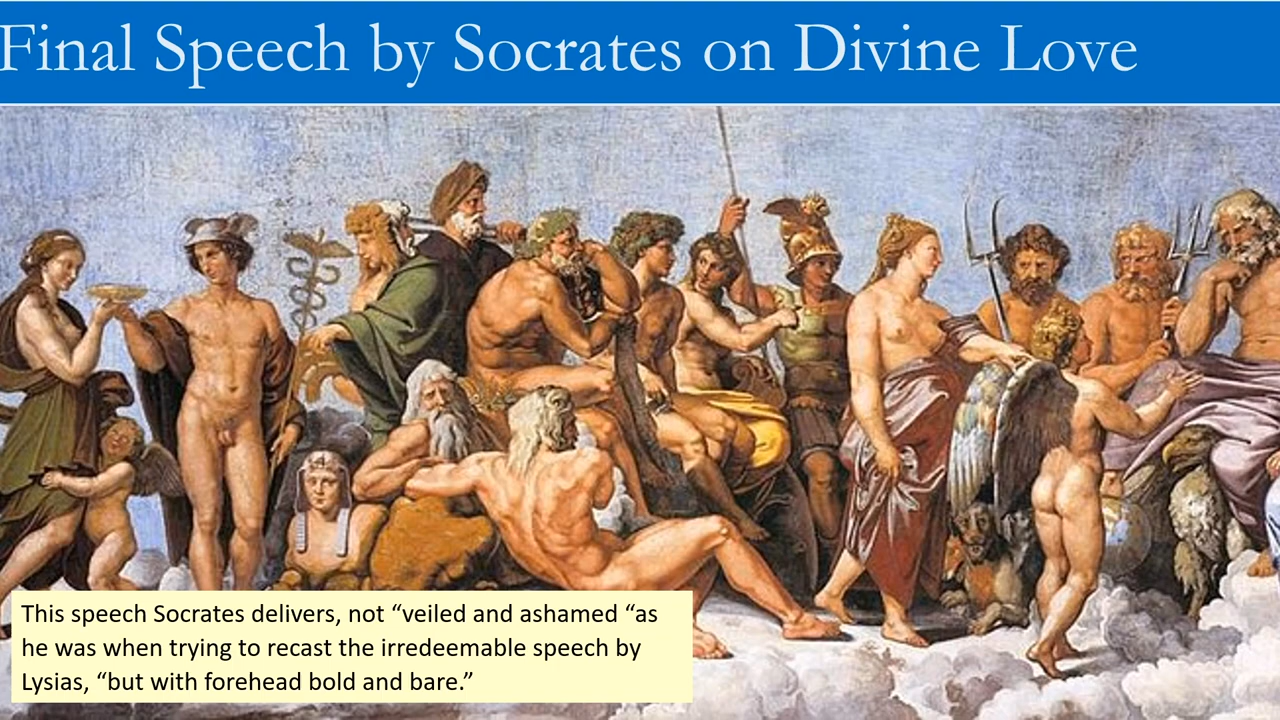 Final Speech by Socrates on Divine Love
This speech Socrates delivers, not “veiled and ashamed “as
he was when trying to recast the irredeemable speech by
Lysias, “but with forehead bold and bare.”